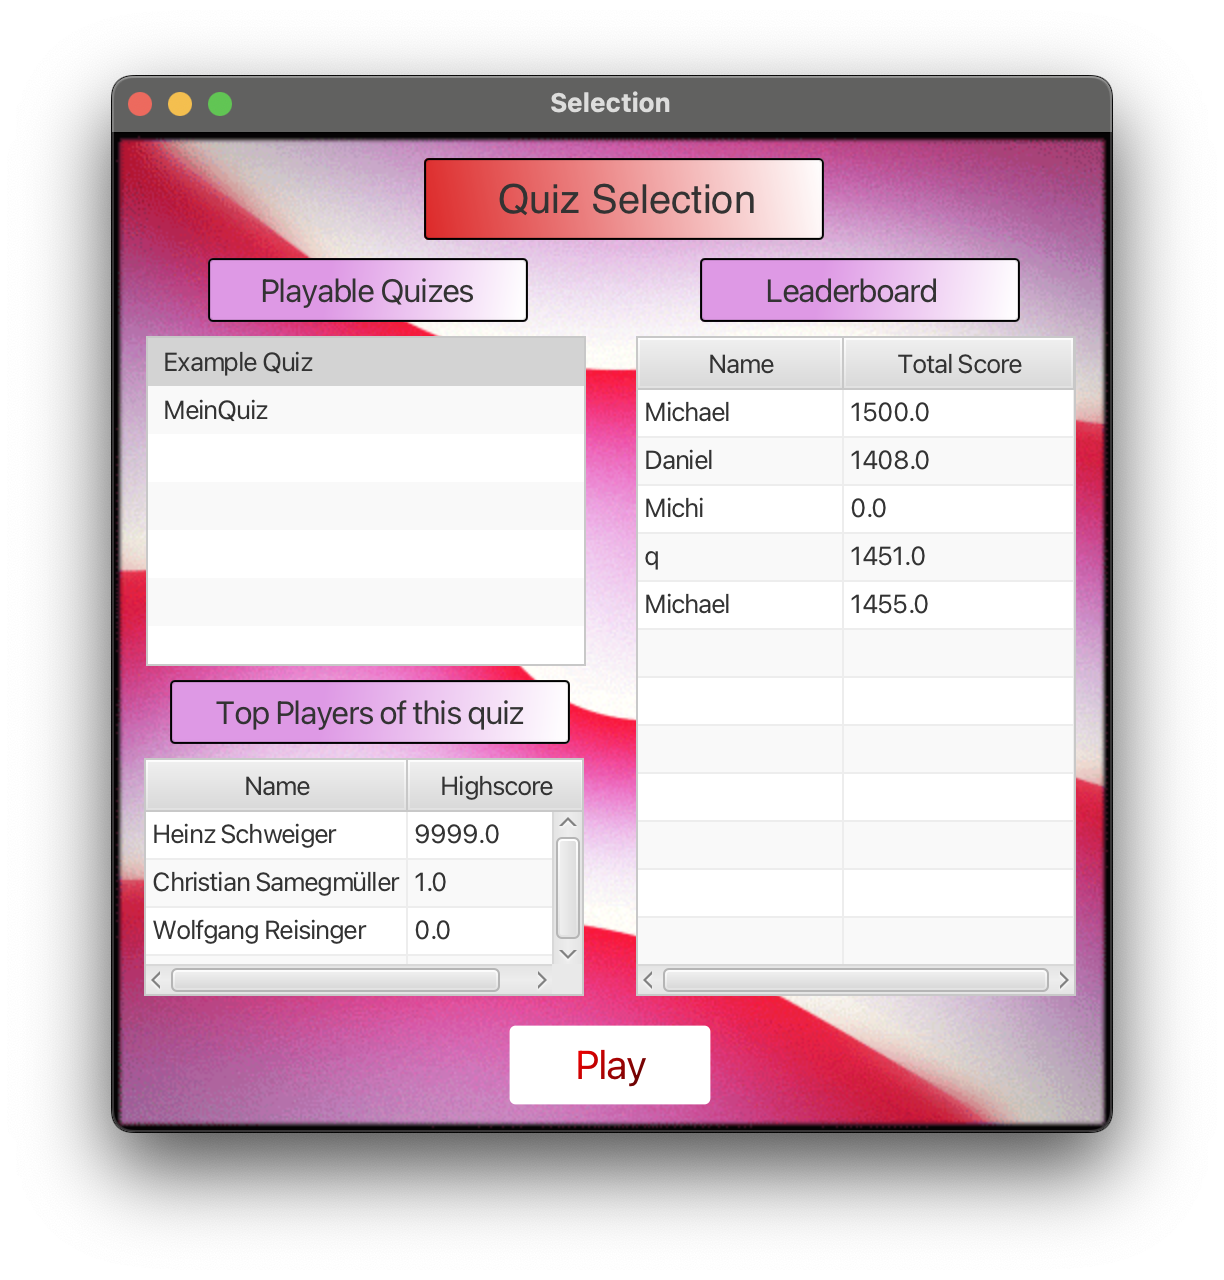 Selection
Quiz Selection
Playable Quizes
Example Quiz
MeinQuiz
Top Players of this quiz
Name Highscore
Heinz Schweiger 9999.0
Christian Samegmüller 1.0
Wolfgang Reisinger 0.0
Leaderboard
Name Total Score
Michael 1500.0
Daniel 1408.0
Michi 0.0
q 1451.0
Michael 1455.0
Play